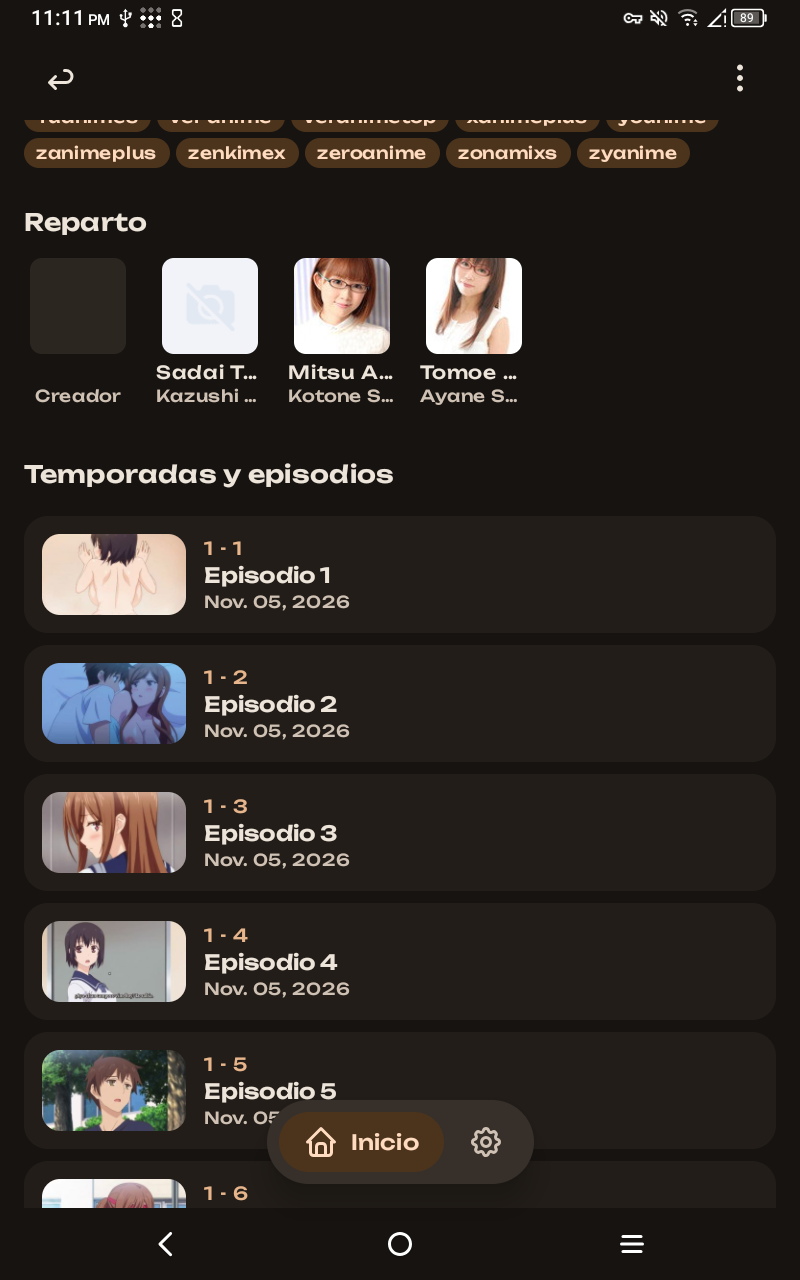 11:11 PM 89
zanimeplus zenkimex zeroanime zonamixs zyanime
Reparto
Creador
Sadai T... Mitsu A... Tomoe ...
Kazushi ... Kotone S... Ayane S...
Temporadas y episodios
1 - 1
Episodio 1
Nov. 05, 2026
1 - 2
Episodio 2
Nov. 05, 2026
1 - 3
Episodio 3
Nov. 05, 2026
1 - 4
Episodio 4
Nov. 05, 2026
1 - 5
Episodio 5
Nov. 05
Inicio
1 - 6